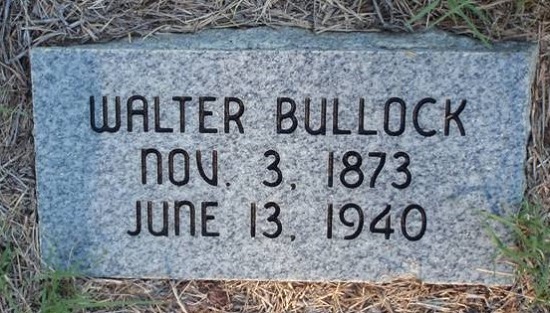 WALTER BULLOCK
NOV. 3, 1873
JUNE 13, 1940